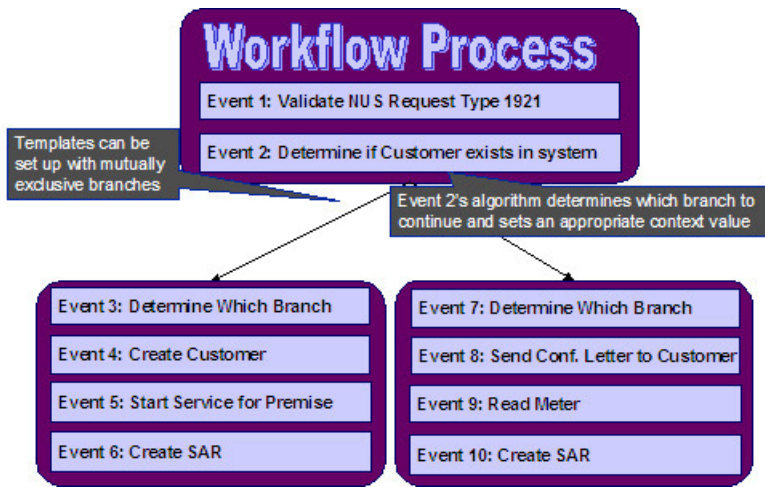 Workflow Process
Event 1: Validate NUS Request Type 1921
Event 2: Determine if Customer exists in system
Templates can be
set up with mutually
exclusive branches
Event 2's algorithm determines which branch to
continue and sets an appropriate context value
Event 3: Determine Which Branch
Event 4: Create Customer
Event 5: Start Service for Premise
Event 6: Create SAR
Event 7: Determine Which Branch
Event 8: Send Conf. Letter to Customer
Event 9: Read Meter
Event 10: Create SAR